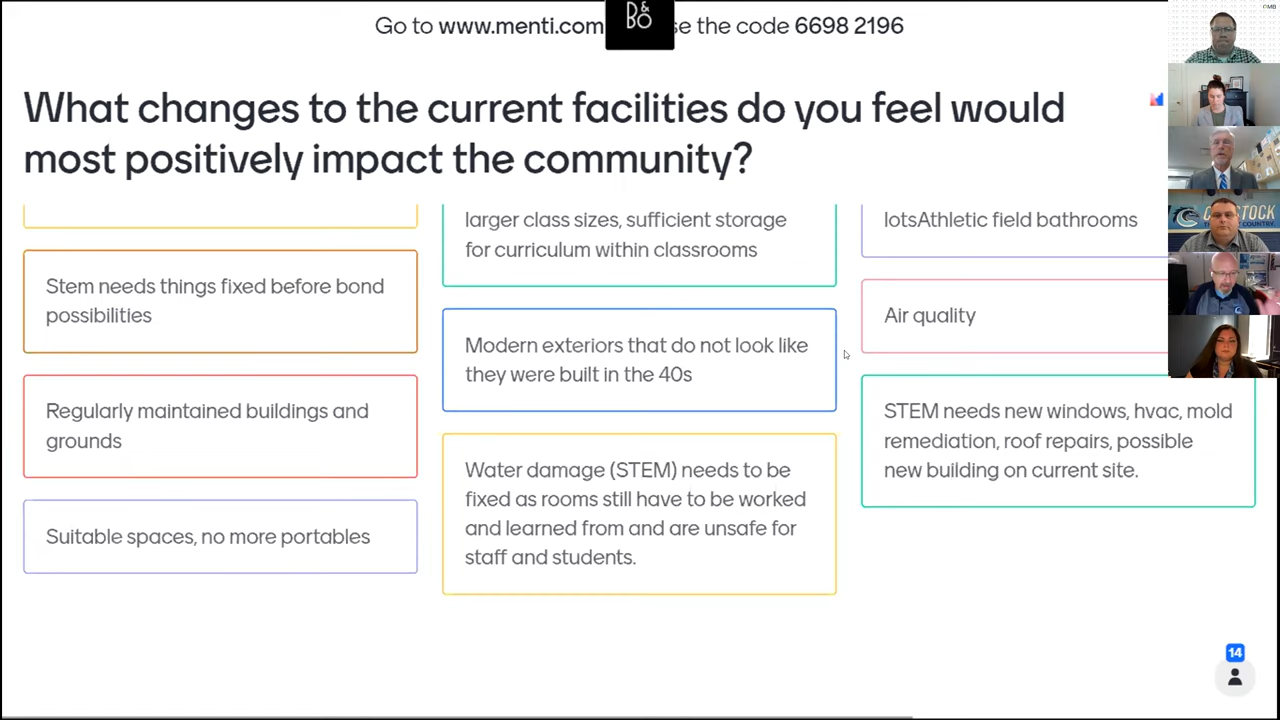 Go to www.menti.com
se the code 6698 2196
B&
BO
What changes to the current facilities do you feel would
most positively impact the community?
Stem needs things fixed before bond
possibilities
Regularly maintained buildings and
grounds
Suitable spaces, no more portables
larger class sizes, sufficient storage
for curriculum within classrooms
Modern exteriors that do not look like
they were built in the 40s
Water damage (STEM) needs to be
fixed as rooms still have to be worked
and learned from and are unsafe for
staff and students.
lotsAthletic field bathrooms
Air quality
STEM needs new windows, hvac, mold
remediation, roof repairs, possible
new building on current site.
14